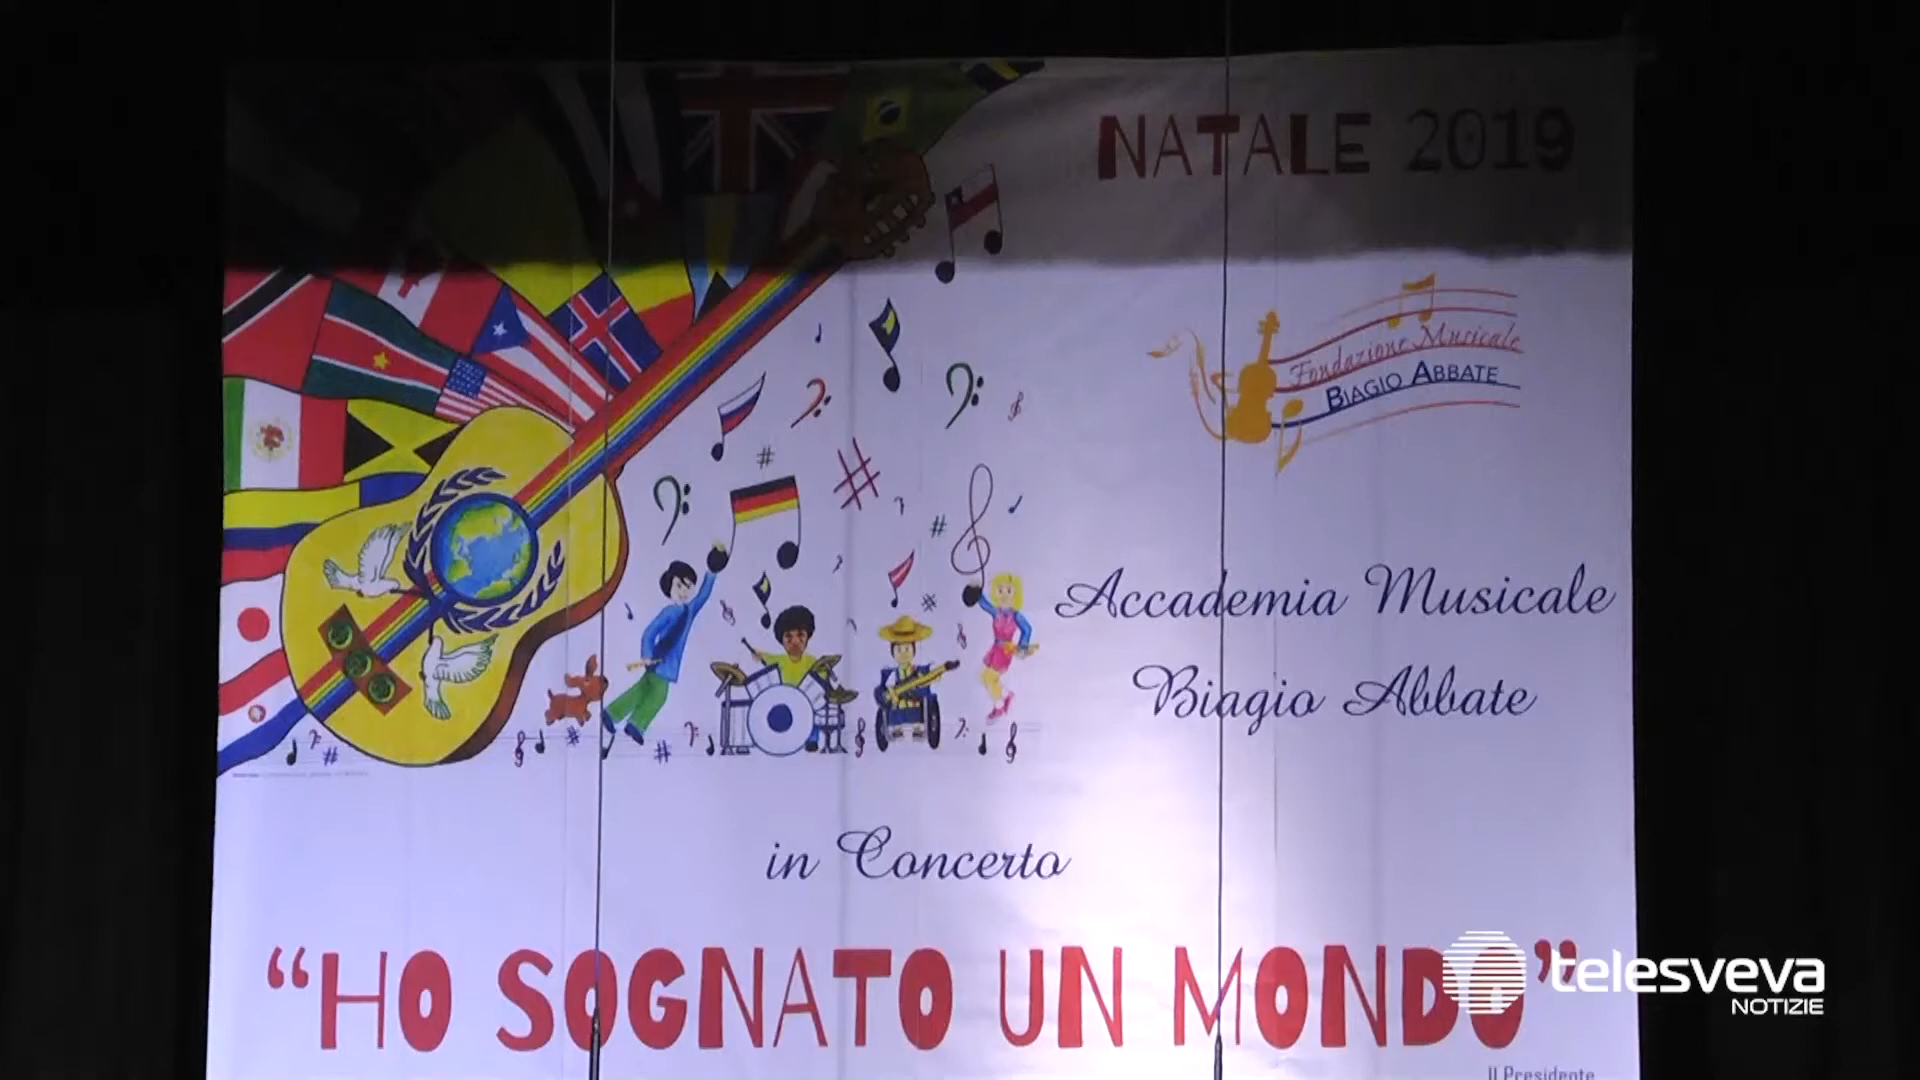 NATALE 2019
Fondazione Musicale
BIAGIO ABBATE
Accademia Musicale
Biagio Abbate
in Concerto
“HO SOGNATO UN MONDO”
telesveva
NOTIZIE
Il Presidente